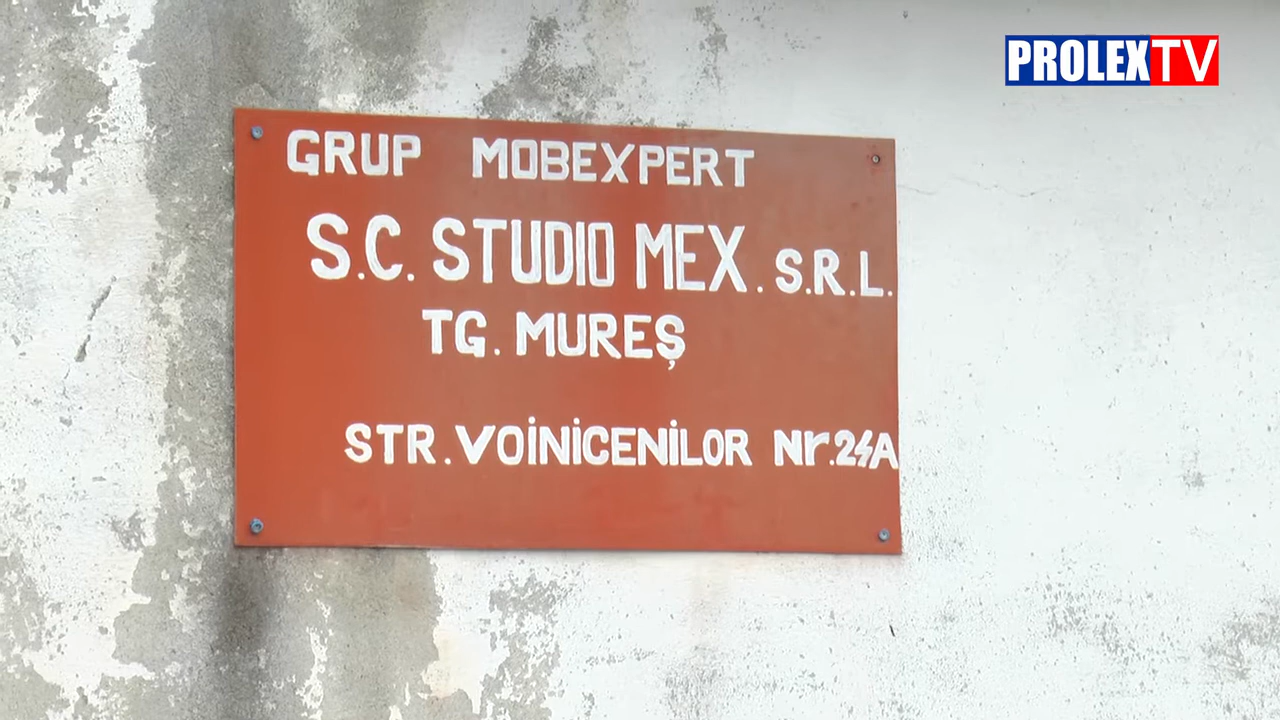 PROLEXTV
GRUP MOBEXPERT
S.C. STUDIO MEX. S.R.L.
TG. MUREȘ
STR. VOINICENILOR Nr.24A